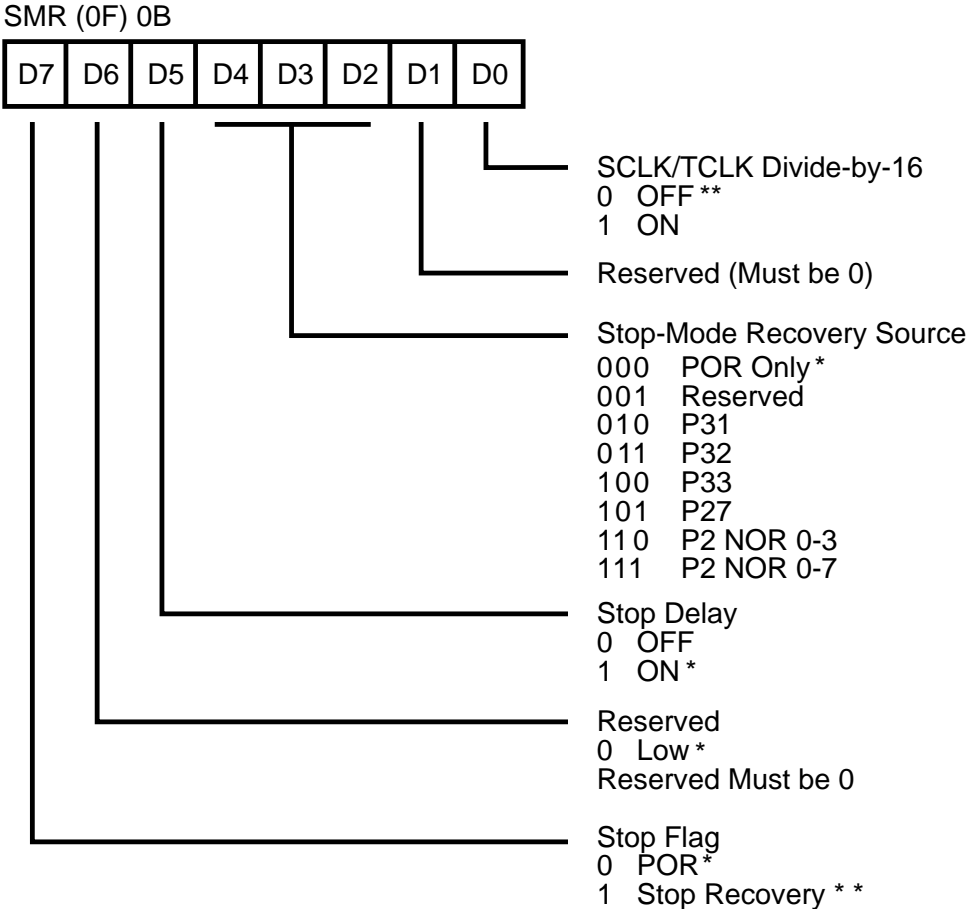 SMR (0F) 0B
D7 D6 D5 D4 D3 D2 D1 D0
SCLK/TCLK Divide-by-16
0 OFF **
1 ON
Reserved (Must be 0)
Stop-Mode Recovery Source
000 POR Only *
001 Reserved
010 P31
011 P32
100 P33
101 P27
110 P2 NOR 0-3
111 P2 NOR 0-7
Stop Delay
0 OFF
1 ON *
Reserved
0 Low *
Reserved Must be 0
Stop Flag
0 POR *
1 Stop Recovery * *